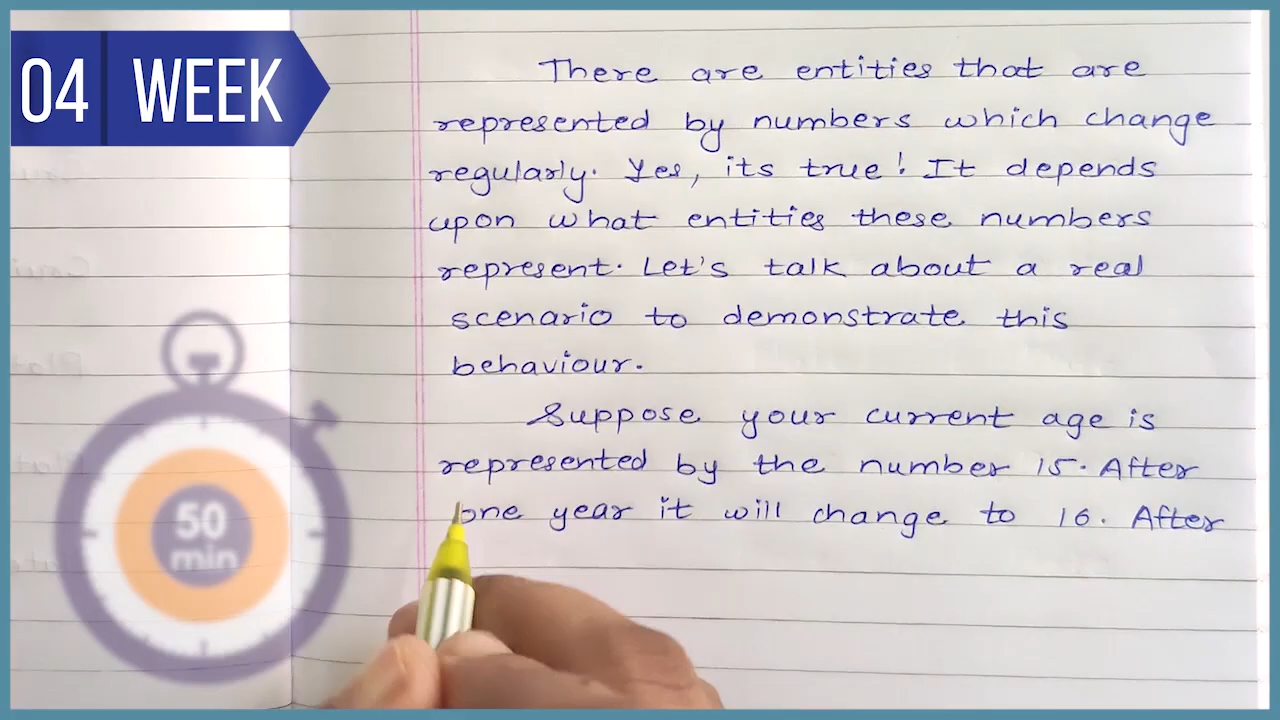 04 WEEK
There are entities that are
represented by numbers which change
regularly. Yes, its true! It depends
upon what entities these numbers
represent. Let's talk about a real
scenario to demonstrate this
behaviour.
Suppose your current age is
represented by the number 15. After
one year it will change to 16. After
50
min